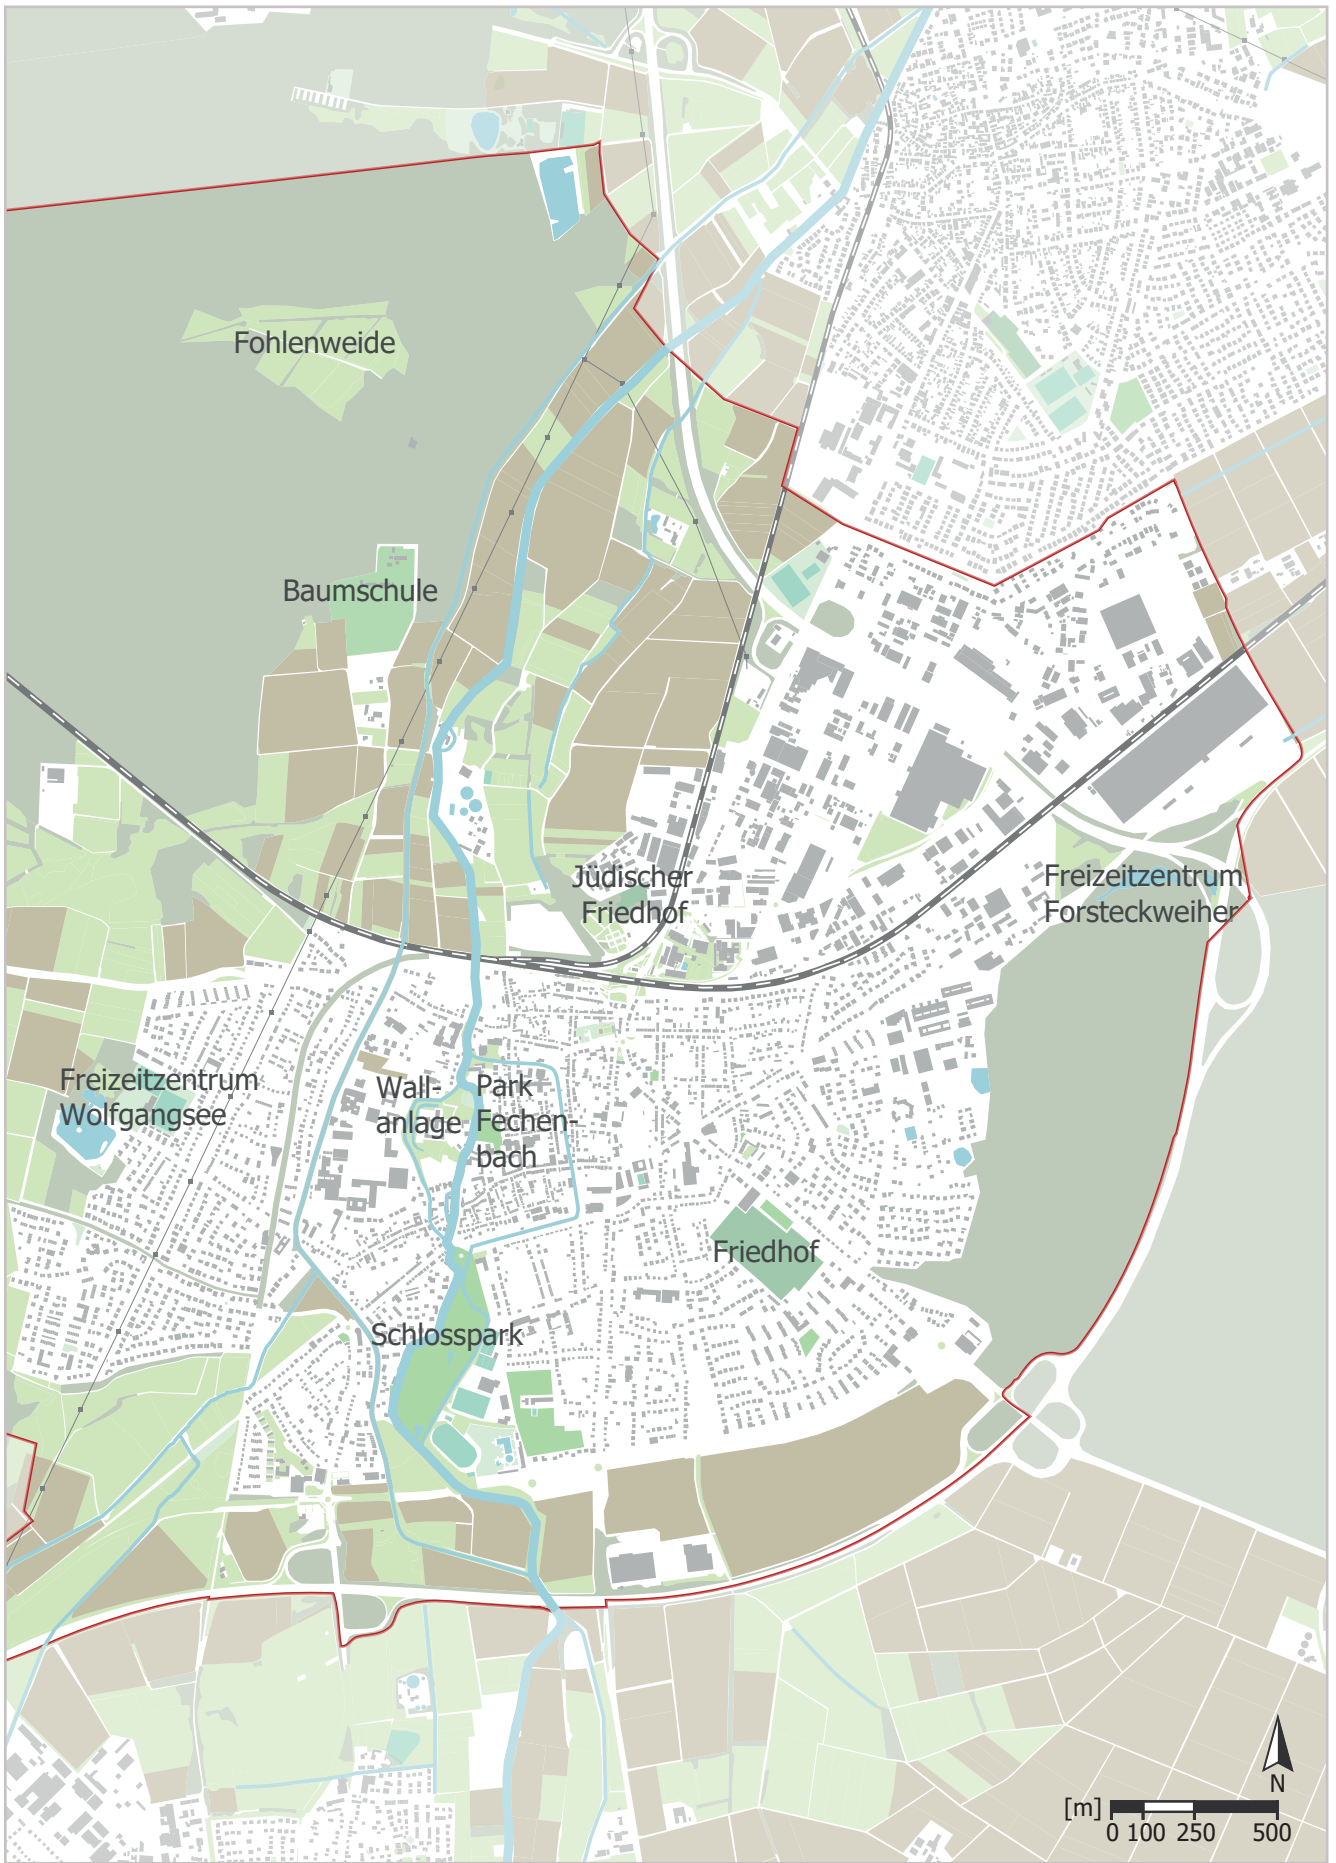 Fohlenweide
Baumschule
Jüdischer
Friedhof
Freizeitzentrum
Forsteckweiher
Freizeitzentrum
Wolfgangsee
Wall-
anlage
Park
Fechen-
bach
Friedhof
Schlosspark
N
[m]
0 100 250 500